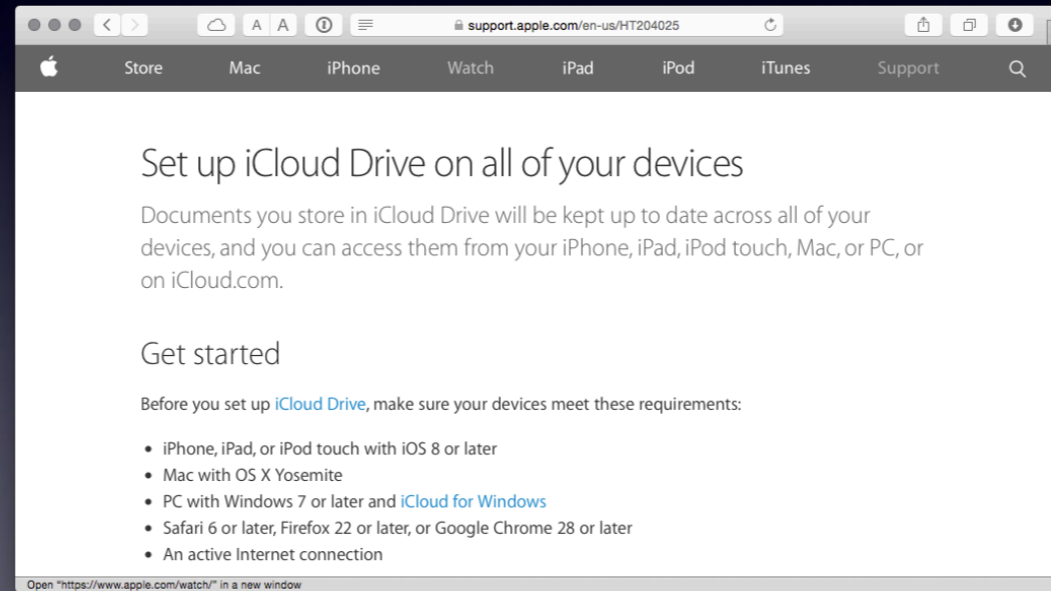 A A
support.apple.com/en-us/HT204025
Store Mac iPhone Watch iPad iPod iTunes Support
Set up iCloud Drive on all of your devices
Documents you store in iCloud Drive will be kept up to date across all of your
devices, and you can access them from your iPhone, iPad, iPod touch, Mac, or PC, or
on iCloud.com.
Get started
Before you set up iCloud Drive, make sure your devices meet these requirements:
• iPhone, iPad, or iPod touch with iOS 8 or later
• Mac with OS X Yosemite
• PC with Windows 7 or later and iCloud for Windows
• Safari 6 or later, Firefox 22 or later, or Google Chrome 28 or later
• An active Internet connection
Open "https://www.apple.com/watch/" in a new window